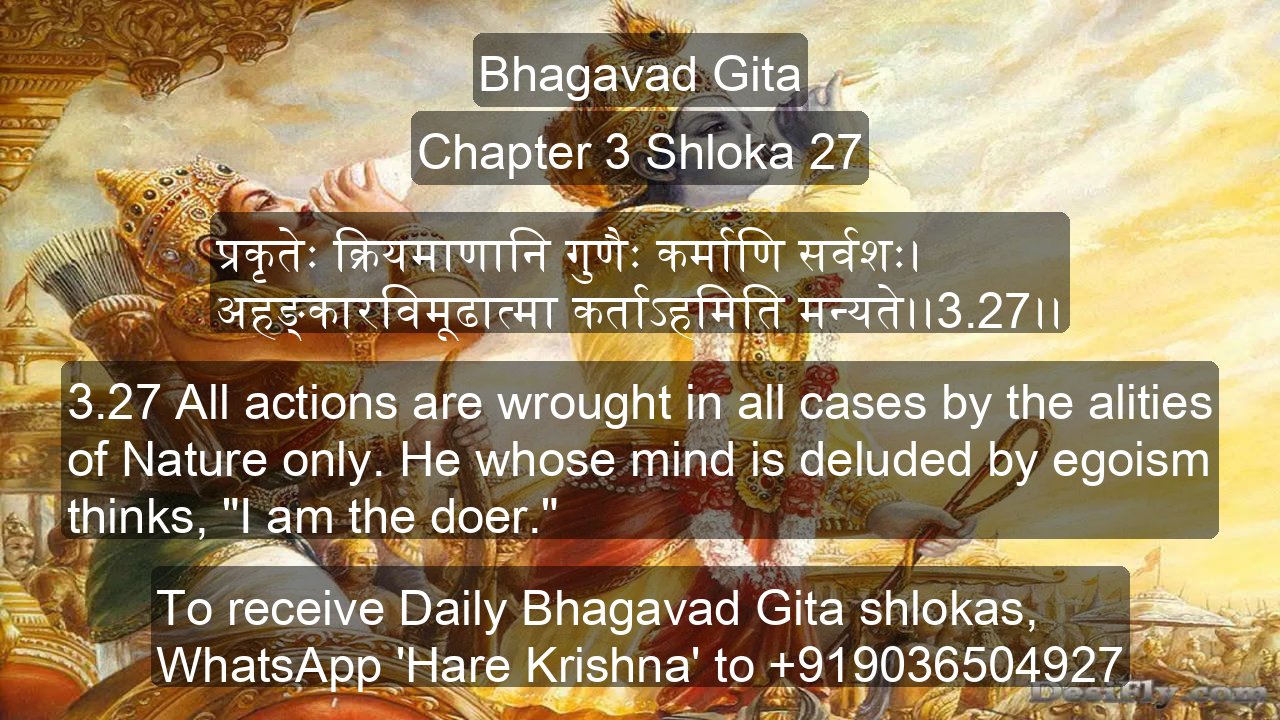 Bhagavad Gita
Chapter 3 Shloka 27
प्रकृतेः क्रियमाणानि गुणैः कर्माणि सर्वशः।
अहङ्कारविमूढात्मा कर्ताऽहमिति मन्यते।।3.27।।
3.27 All actions are wrought in all cases by the alities
of Nature only. He whose mind is deluded by egoism
thinks, "I am the doer."
To receive Daily Bhagavad Gita shlokas,
WhatsApp 'Hare Krishna' to +919036504927
Desifly.com